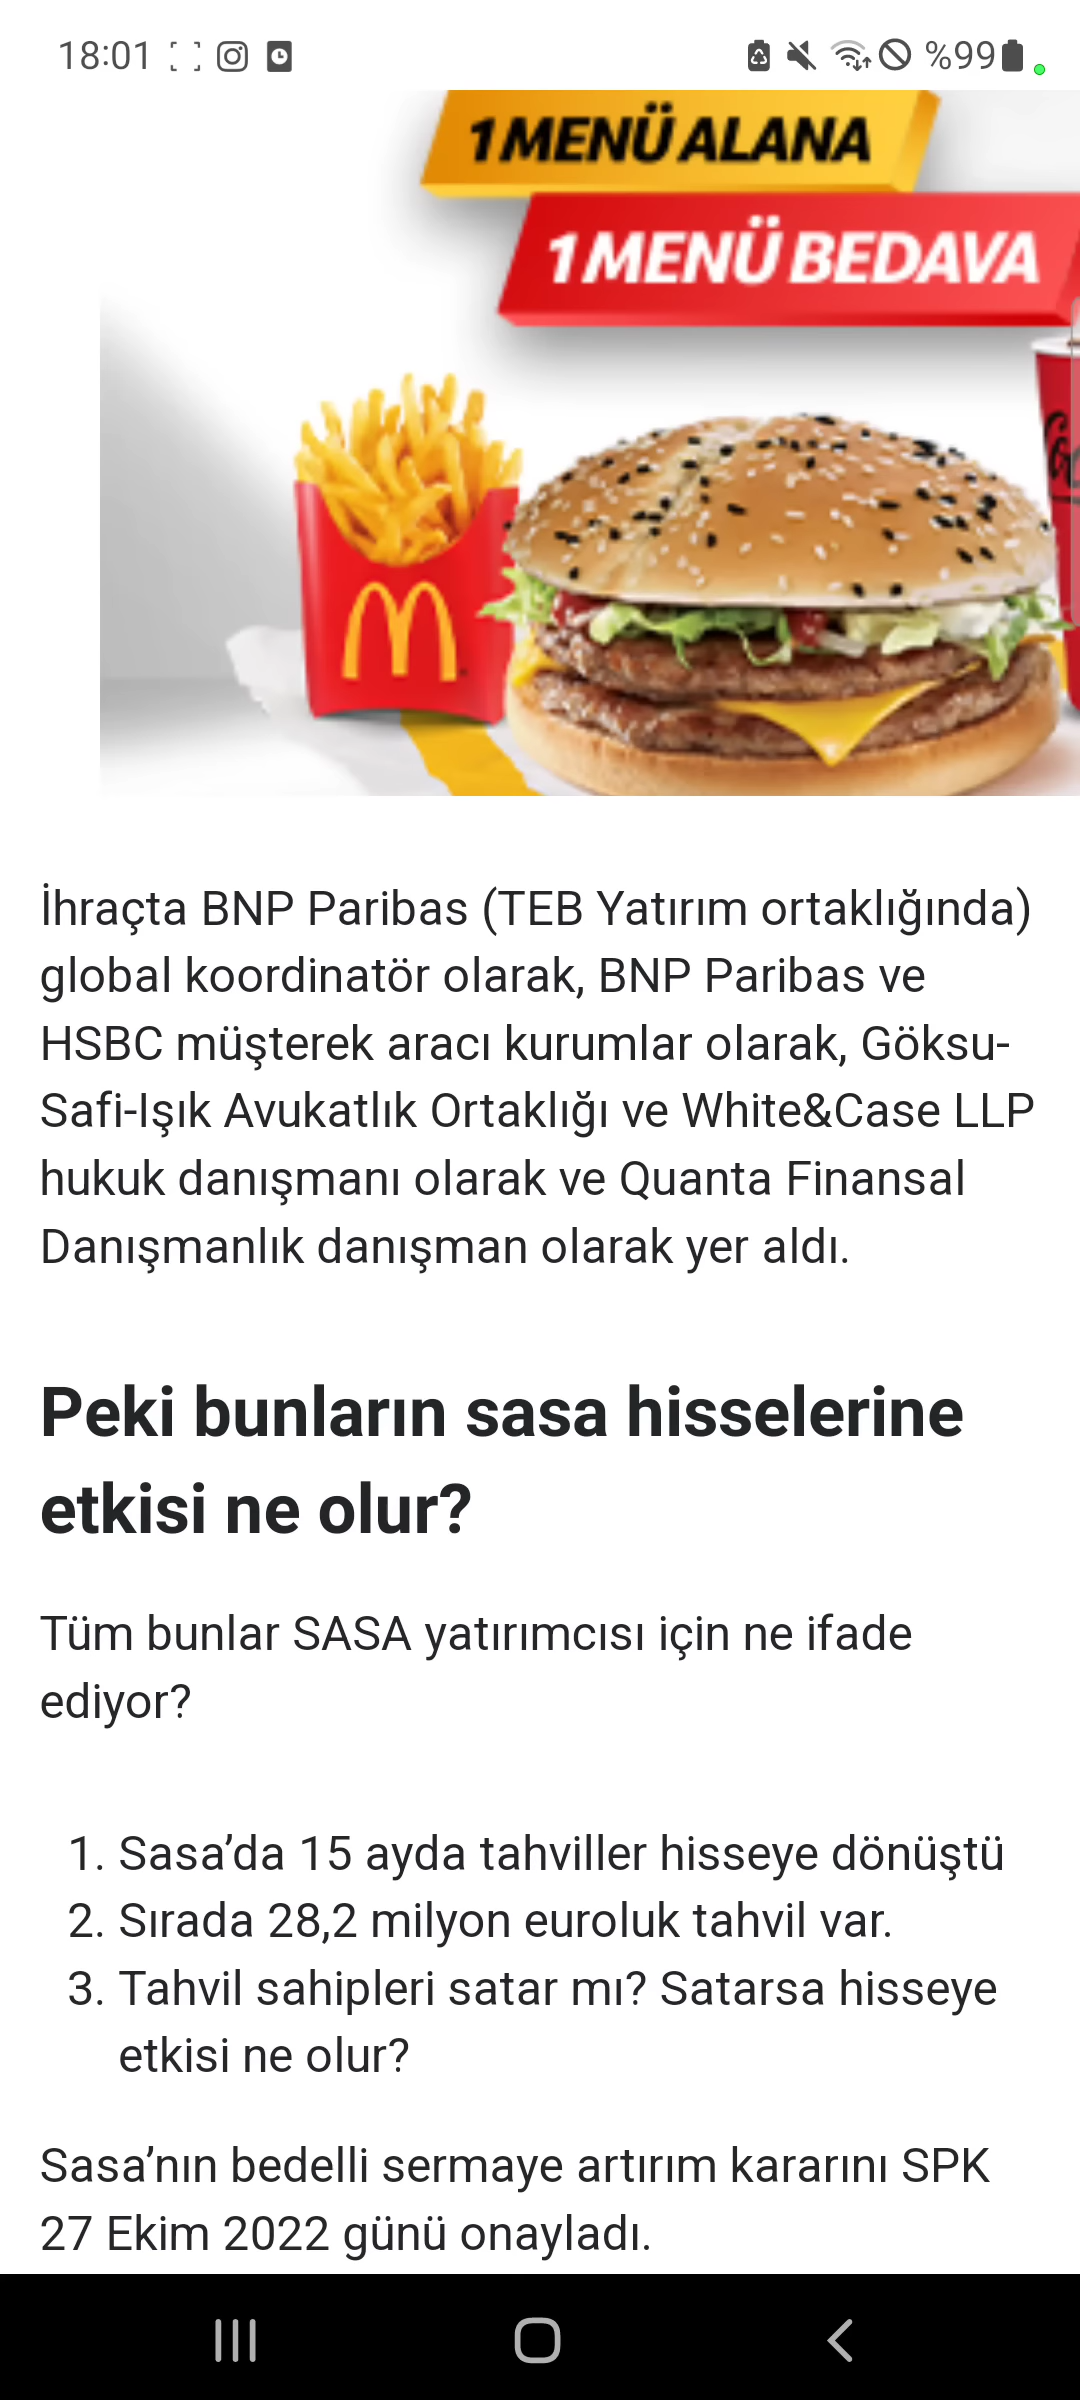 18:01
%99
1 MENÜ ALANA
1 MENÜ BEDAVA
İhraçta BNP Paribas (TEB Yatırım ortaklığında)
global koordinatör olarak, BNP Paribas ve
HSBC müşterek aracı kurumlar olarak, Göksu-
Safi-Işık Avukatlık Ortaklığı ve White&Case LLP
hukuk danışmanı olarak ve Quanta Finansal
Danışmanlık danışman olarak yer aldı.
Peki bunların sasa hisselerine
etkisi ne olur?
Tüm bunlar SASA yatırımcısı için ne ifade
ediyor?
1. Sasa’da 15 ayda tahviller hisseye dönüştü
2. Sırada 28,2 milyon euroluk tahvil var.
3. Tahvil sahipleri satar mı? Satarsa hisseye
etkisi ne olur?
Sasa’nın bedelli sermaye artırım kararını SPK
27 Ekim 2022 günü onayladı.